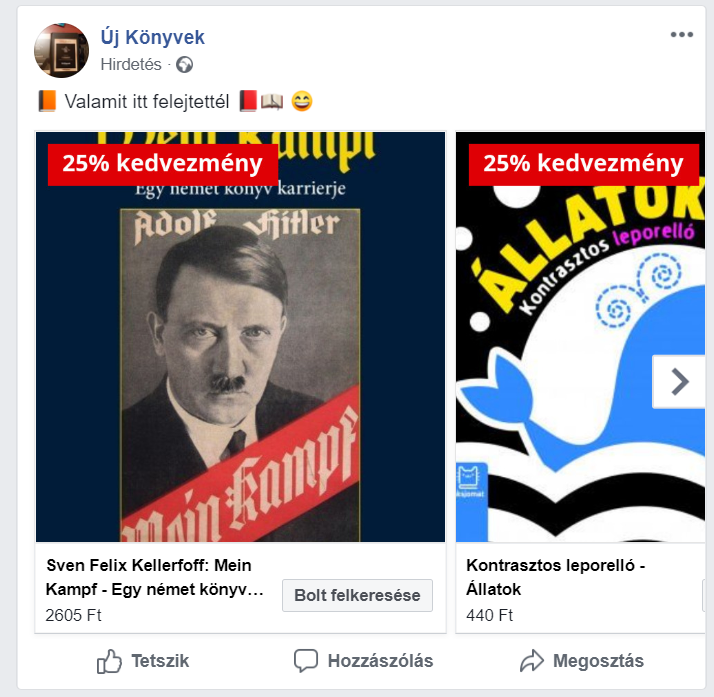 Új Könyvek
Hirdetés ·
Valamit itt felejtettél
Mein Kampf
25% kedvezmény
Egy német könyv karrierje
Adolf Hitler
Mein Kampf
Sven Felix Kellerfoff: Mein
Kampf - Egy német könyv…
2605 Ft
Bolt felkeresése
25% kedvezmény
ÁLLATOK
Kontrasztos leporelló
Kontrasztos leporelló -
Állatok
440 Ft
Tetszik
Hozzászólás
Megosztás